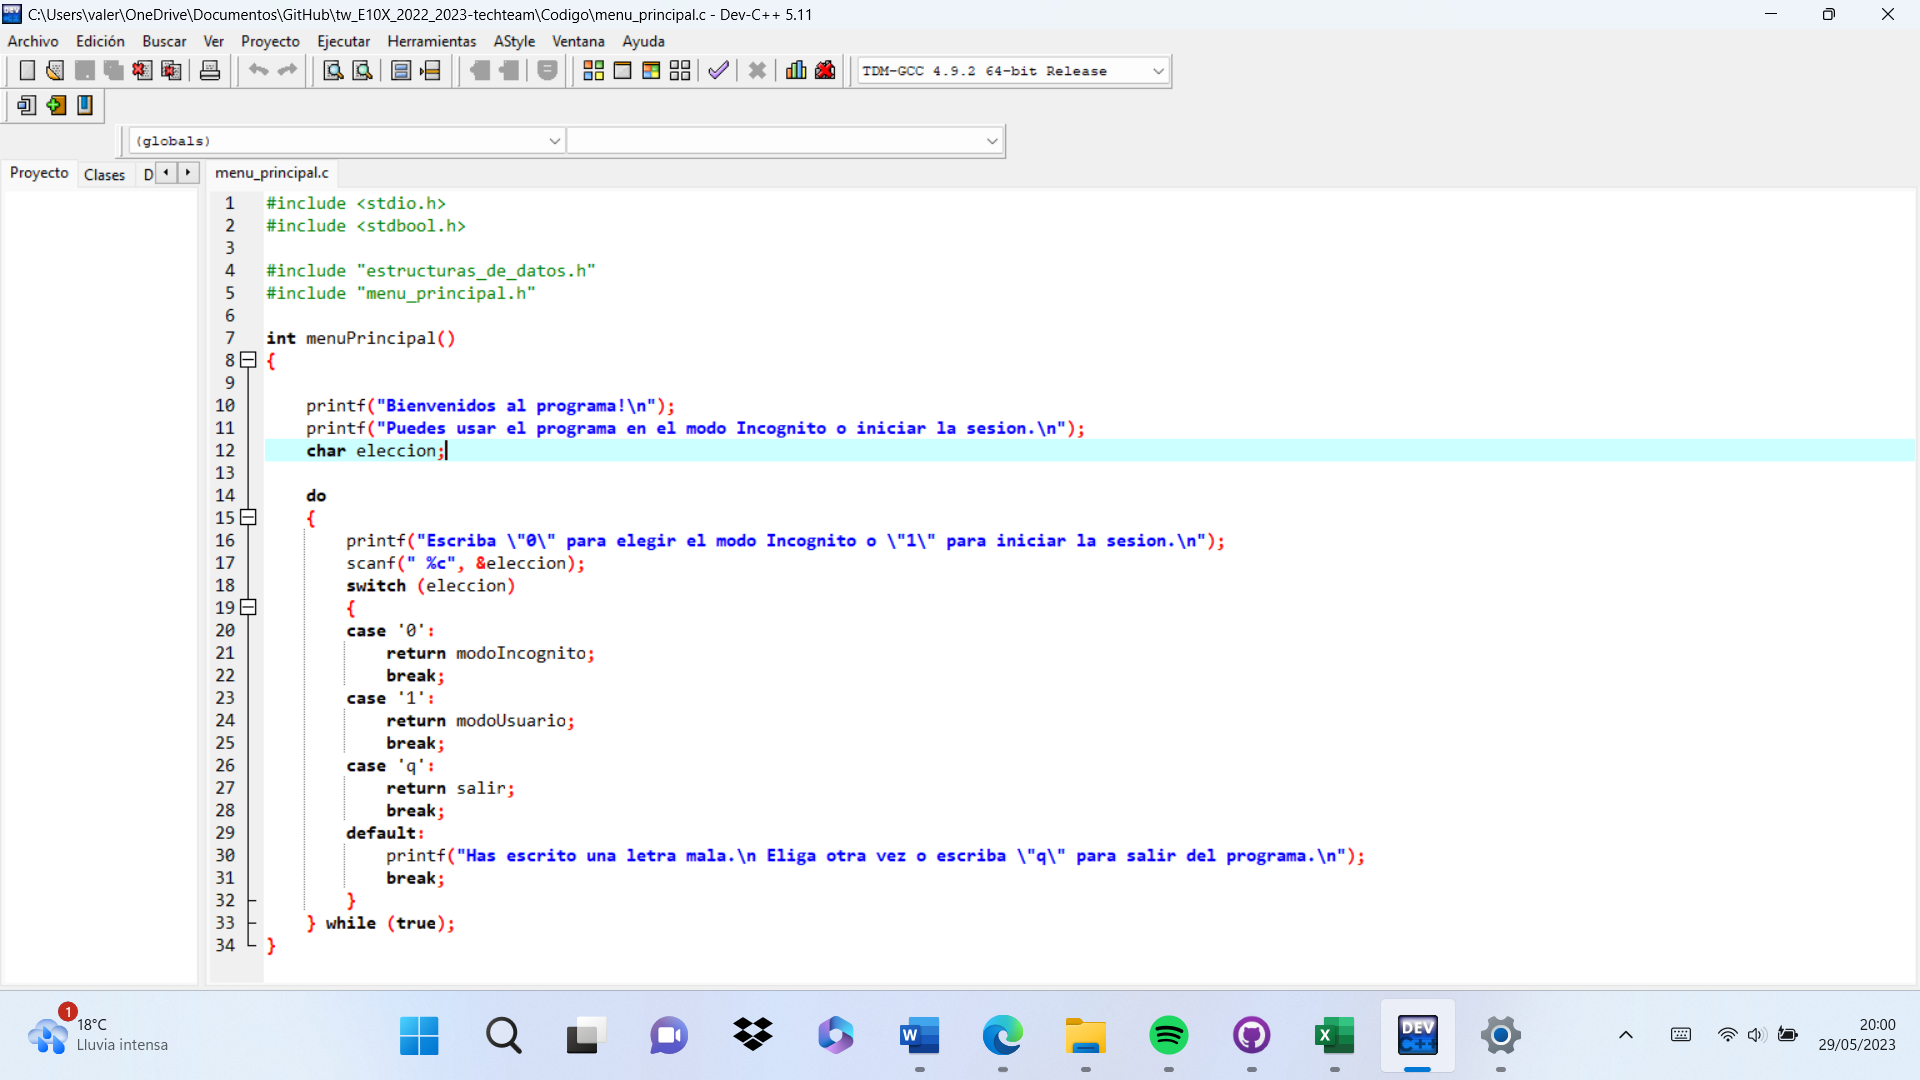 C:\Users\valer\OneDrive\Documentos\GitHub\tw_E10X_2022_2023-techteam\Codigo\menu_principal.c - Dev-C++ 5.11
Archivo Edición Buscar Ver Proyecto Ejecutar Herramientas AStyle Ventana Ayuda
TDM-GCC 4.9.2 64-bit Release
(globals)
Proyecto Clases D menu_principal.c
1 #include <stdio.h>
2 #include <stdbool.h>
3
4 #include "estructuras_de_datos.h"
5 #include "menu_principal.h"
6
7 int menuPrincipal()
8 {
9
10 printf("Bienvenidos al programa!\n");
11 printf("Puedes usar el programa en el modo Incognito o iniciar la sesion.\n");
12 char eleccion;
13
14 do
15 {
16 printf("Escriba \"0\" para elegir el modo Incognito o \"1\" para iniciar la sesion.\n");
17 scanf(" %c", &eleccion);
18 switch (eleccion)
19 {
20 case '0':
21 return modoIncognito;
22 break;
23 case '1':
24 return modoUsuario;
25 break;
26 case 'q':
27 return salir;
28 break;
29 default:
30 printf("Has escrito una letra mala.\n Eliga otra vez o escriba \"q\" para salir del programa.\n");
31 break;
32 }
33 } while (true);
34 }
1
18°C
Lluvia intensa
W
X
DEV C++
20:00
29/05/2023